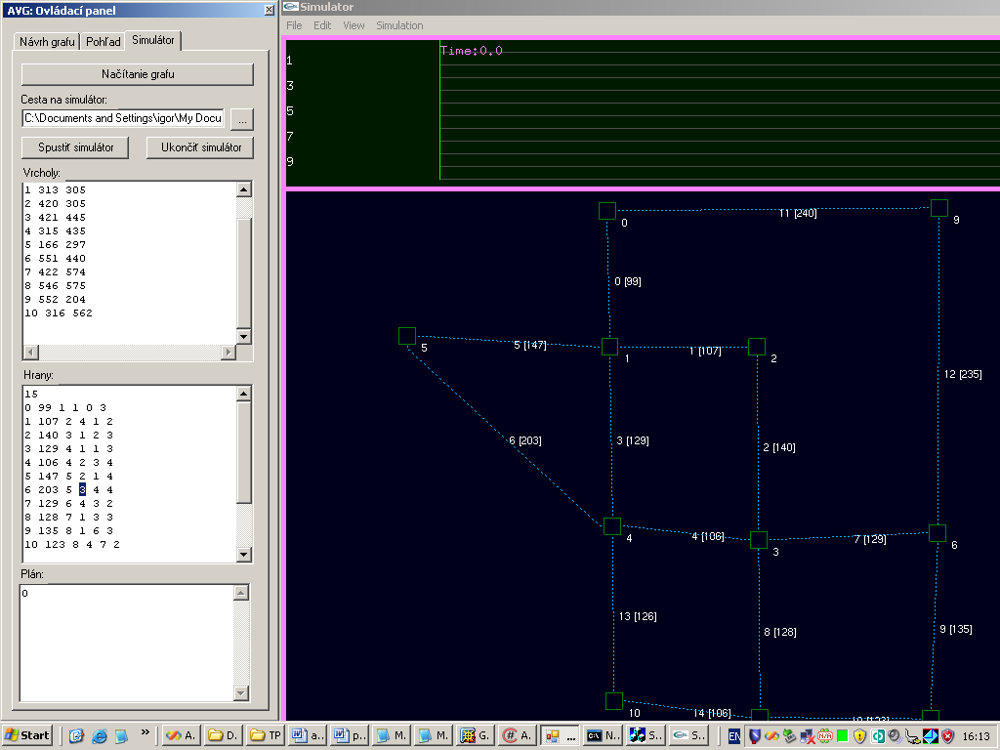 AVG: Ovládací panel
Návrh grafu
Pohľad
Simulátor
Načítanie grafu
Cesta na simulátor:
C:\Documents and Settings\igor\My Docu
...
Spustiť simulátor
Ukončiť simulátor
Vrcholy:
1 313 305
2 420 305
3 421 445
4 315 435
5 166 297
6 551 440
7 422 574
8 546 575
9 552 204
10 316 562
Hrany:
15
0 99 1 1 0 3
1 107 2 4 1 2
2 140 3 1 2 3
3 129 4 1 1 3
4 106 4 2 3 4
5 147 5 2 1 4
6 203 5 3 4 4
7 129 6 4 3 2
8 128 7 1 3 3
9 135 8 1 6 3
10 123 8 4 7 2
Plán:
0
Simulator
File Edit View Simulation
Time:0.0
1
3
5
7
9
0
11 [240]
9
0 [99]
5
5 [147]
1
1 [107]
2
12 [235]
6 [203]
3 [129]
2 [140]
4
4 [106]
3
7 [129]
6
13 [126]
8 [128]
9 [135]
10
14 [106]
10 [123]
Start
»
A.
D.
TP
a...
p...
M.
M.
G.
A.
...
N..
S..
S..
EN
16:13